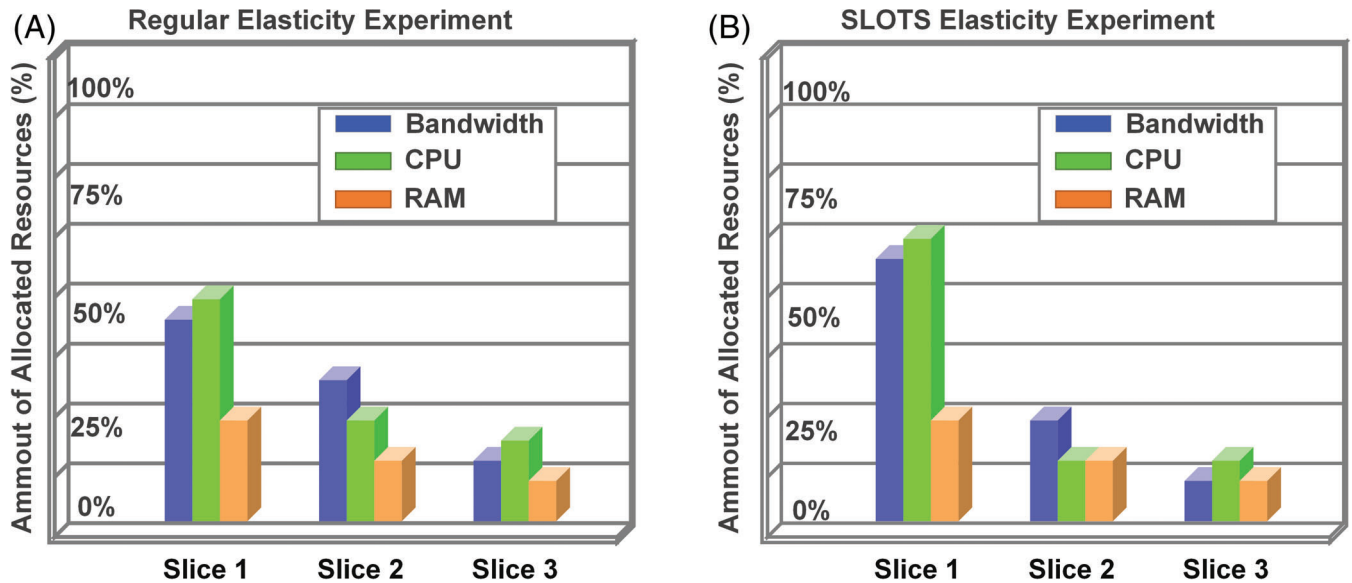 (A)
Regular Elasticity Experiment
Ammout of Allocated Resources (%)
100%
75%
50%
25%
0%
Bandwidth
CPU
RAM
Slice 1
Slice 2
Slice 3
(B)
SLOTS Elasticity Experiment
Ammout of Allocated Resources (%)
100%
75%
50%
25%
0%
Bandwidth
CPU
RAM
Slice 1
Slice 2
Slice 3